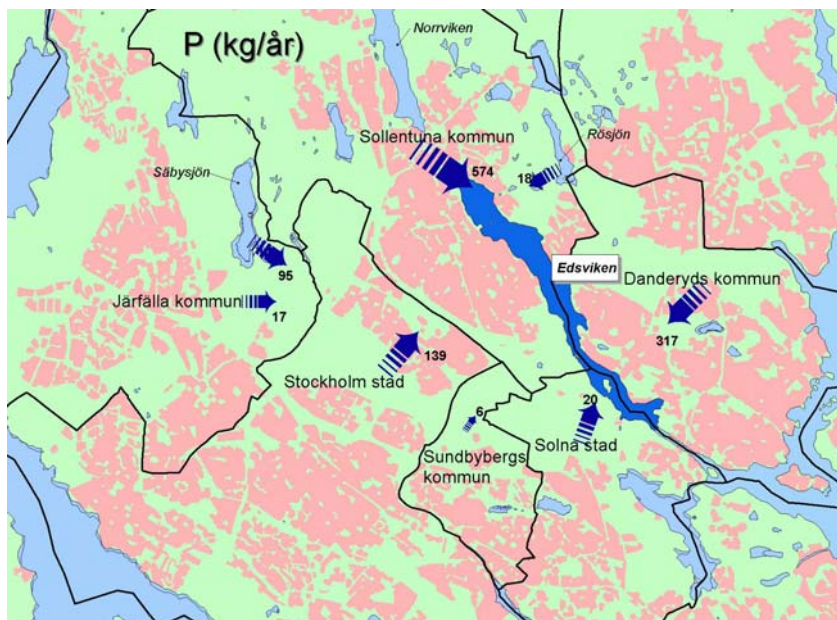 P (kg/år)
Norrviken
Sollentuna kommun
574
Rösjön
18
Säbysjön
95
Edsviken
Danderyds kommun
317
Järfälla kommun
17
139
Stockholm stad
6
20
Solna stad
Sundbybergs
kommun